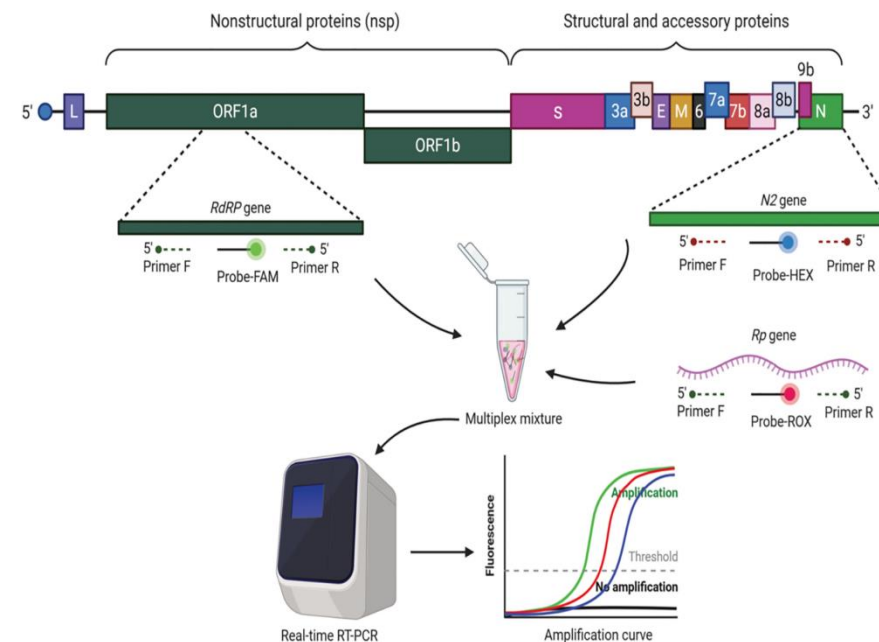 Nonstructural proteins (nsp)
Structural and accessory proteins
9b
5'
L
ORF1a
ORF1b
S
3a
3b
E
M
6
7a
7b
8a
8b
N
3'
RdRP gene
5'
5'
Primer F
Probe-FAM
Primer R
N2 gene
5'
5'
Primer F
Probe-HEX
Primer R
Rp gene
5'
5'
Primer F
Probe-ROX
Primer R
Multiplex mixture
Real-time RT-PCR
Fluorescence
Amplification
Threshold
No amplification
Amplification curve